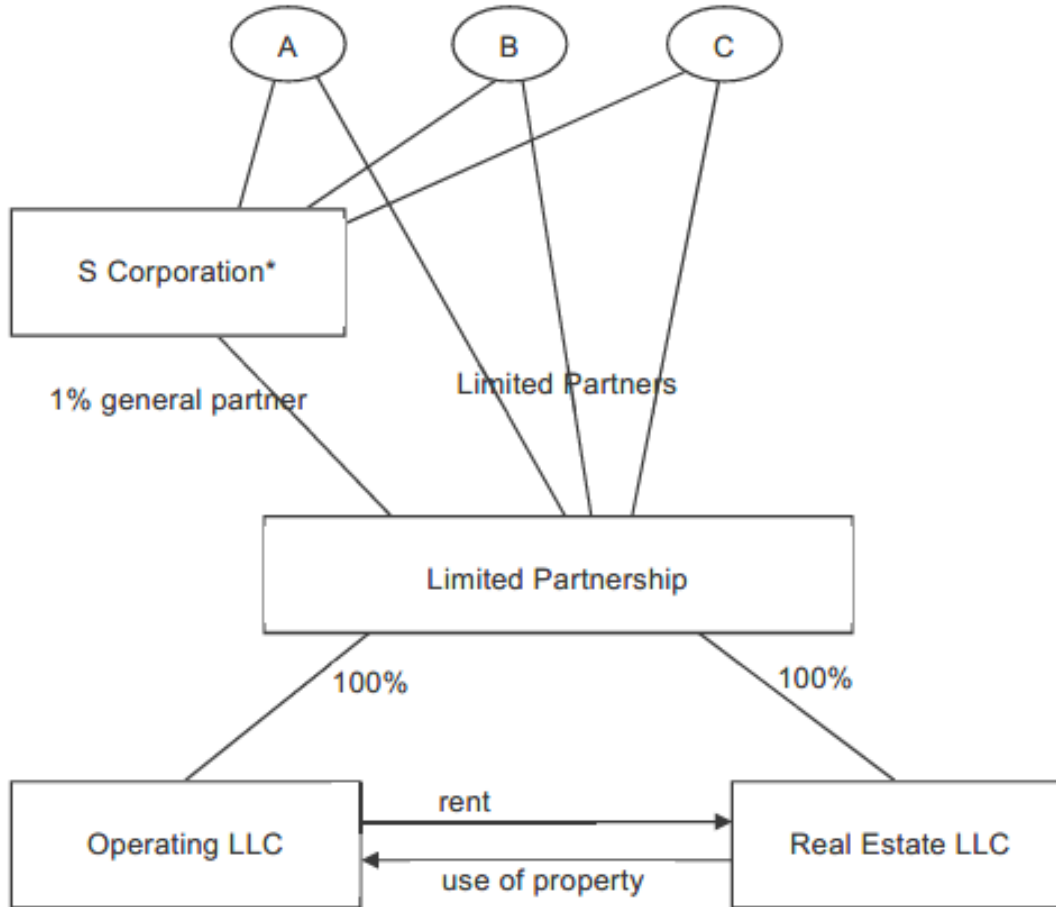 A
B
C
S Corporation*
1% general partner
Limited Partners
Limited Partnership
100%
100%
Operating LLC
rent
use of property
Real Estate LLC